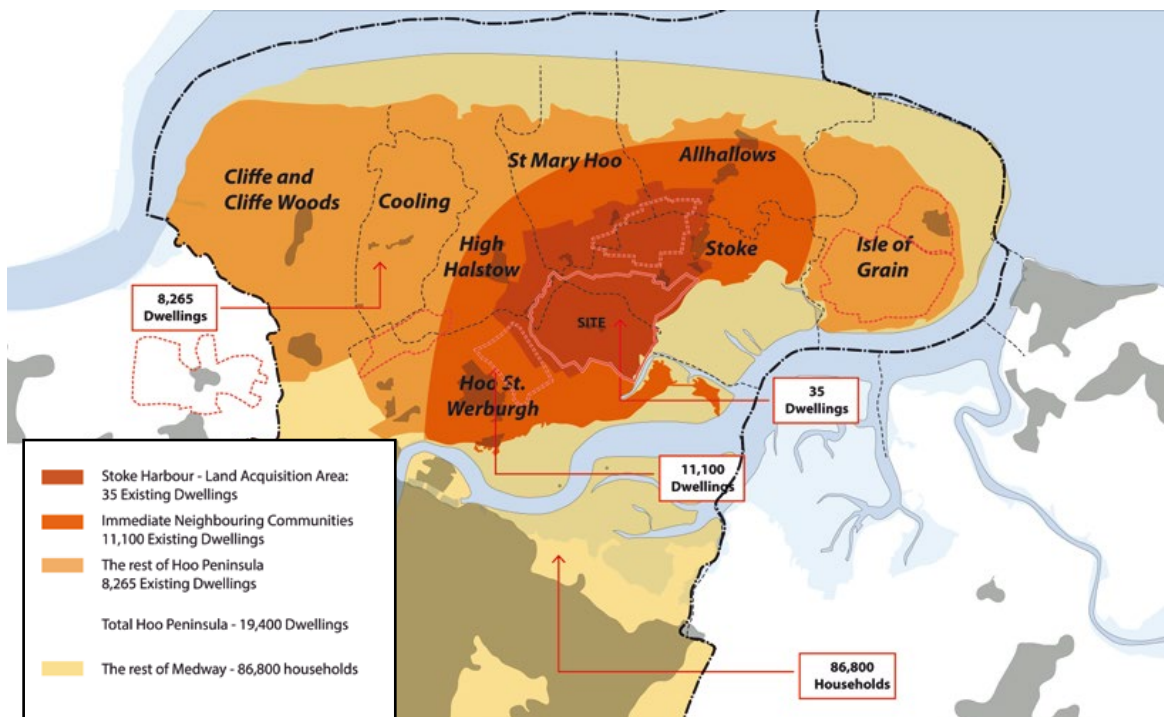 St Mary Hoo
Allhallows
Cliffe and
Cliffe Woods
Cooling
High
Halstow
Stoke
Isle of
Grain
8,265
Dwellings
SITE
Hoo St.
Werburgh
35
Dwellings
11,100
Dwellings
86,800
Households
Stoke Harbour - Land Acquisition Area:
35 Existing Dwellings
Immediate Neighbouring Communities
11,100 Existing Dwellings
The rest of Hoo Peninsula
8,265 Existing Dwellings
Total Hoo Peninsula - 19,400 Dwellings
The rest of Medway - 86,800 households